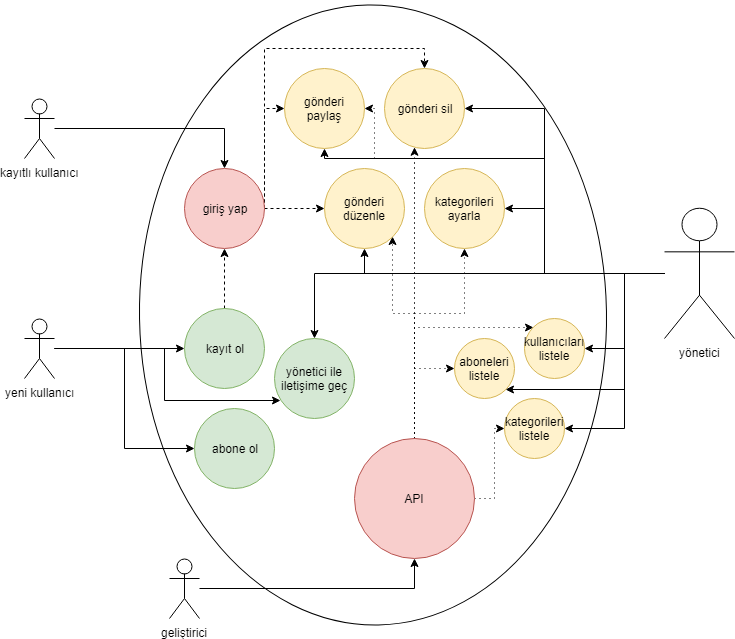 gönderi
paylaş
gönderi sil
kayıtlı kullanıcı
giriş yap
gönderi
düzenle
kategorileri
ayarla
kayıt ol
yönetici ile
iletişime geç
kullanıcıları
listele
aboneleri
listele
yönetici
yeni kullanıcı
abone ol
kategorileri
listele
API
geliştirici